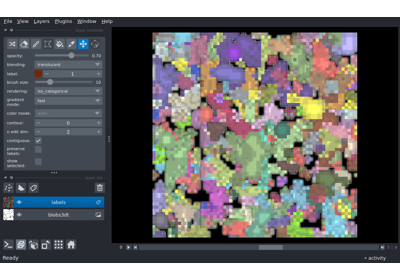 File View Layers Plugins Window Help
opacity: 0.70
blending: translucent
label: 1
brush size: 10
rendering: iso_categorical
gradient mode: fast
color mode:
contour: 0
n edit dim: 2
contiguous:
preserve labels:
show selected:
labels
blobs3dt
0
Ready
activity